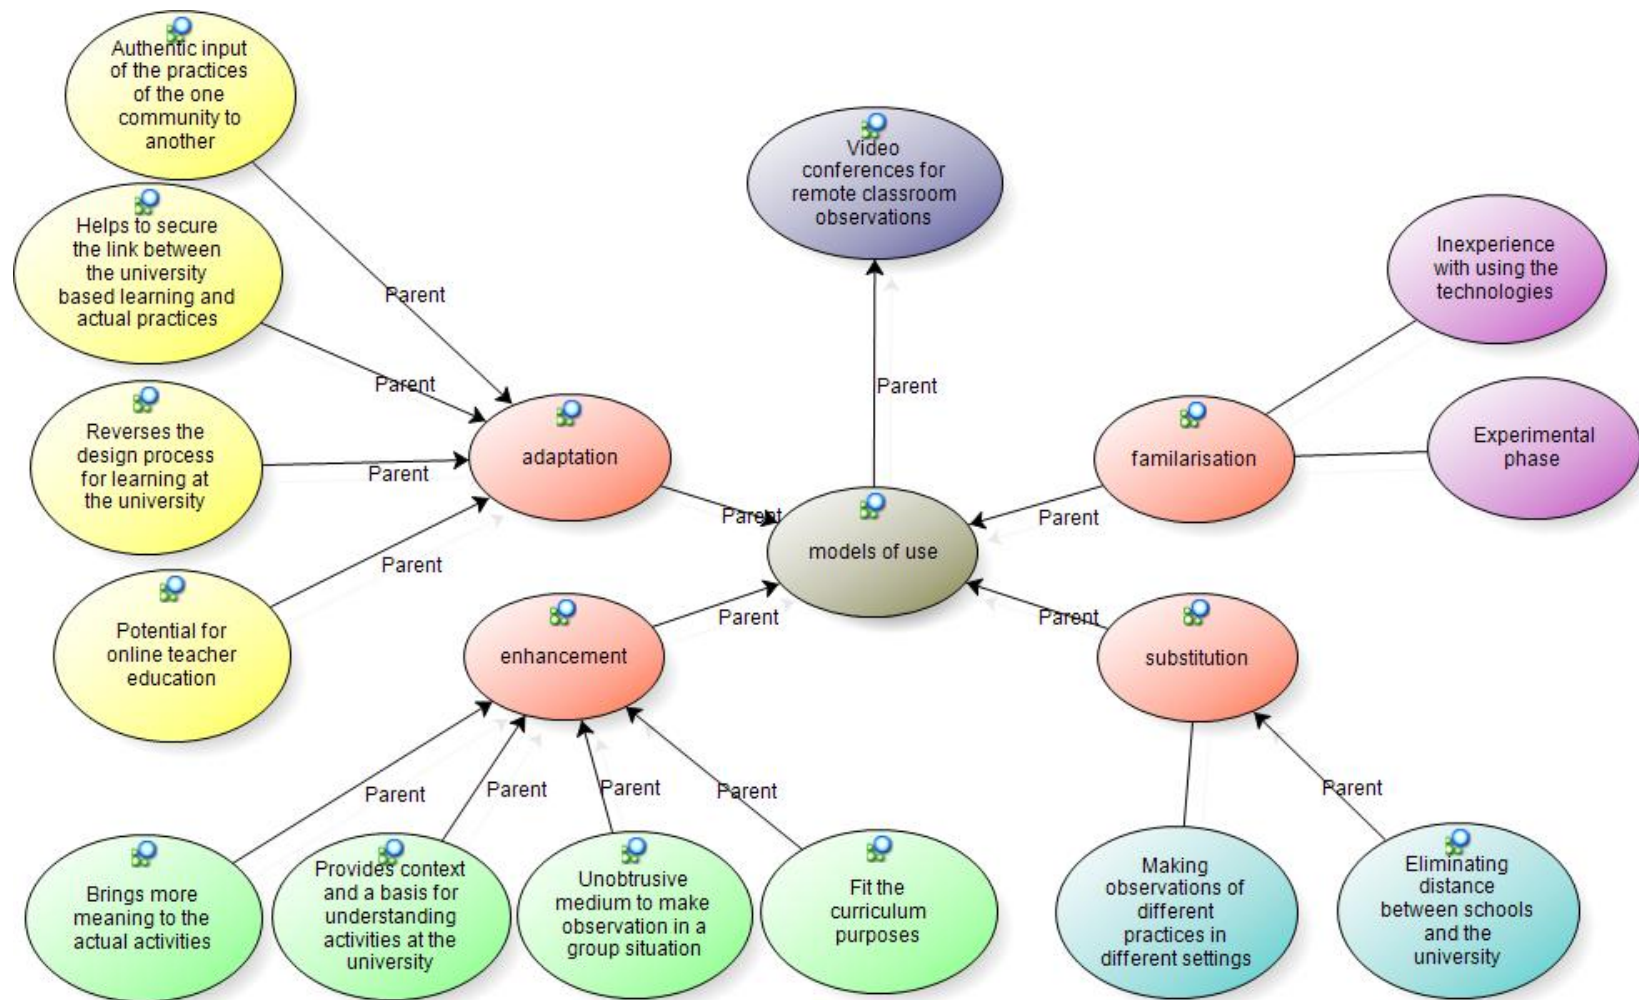 Authentic input
of the practices
of the one
community to
another
Helps to secure
the link between
the university
based learning and
actual practices
Reverses the
design process
for learning at
the university
Potential for
online teacher
education
Parent
Parent
Parent
Parent
adaptation
Parent
Video
conferences for
remote classroom
observations
Parent
models of use
Inexperience
with using the
technologies
Experimental
phase
familarisation
Parent
enhancement
Parent
substitution
Parent
Parent
Parent
Parent
Parent
Parent
Brings more
meaning to the
actual activities
Provides context
and a basis for
understanding
activities at the
university
Unobtrusive
medium to make
observation in a
group situation
Fit the
curriculum
purposes
Making
observations of
different
practices in
different settings
Eliminating
distance
between schools
and the
university